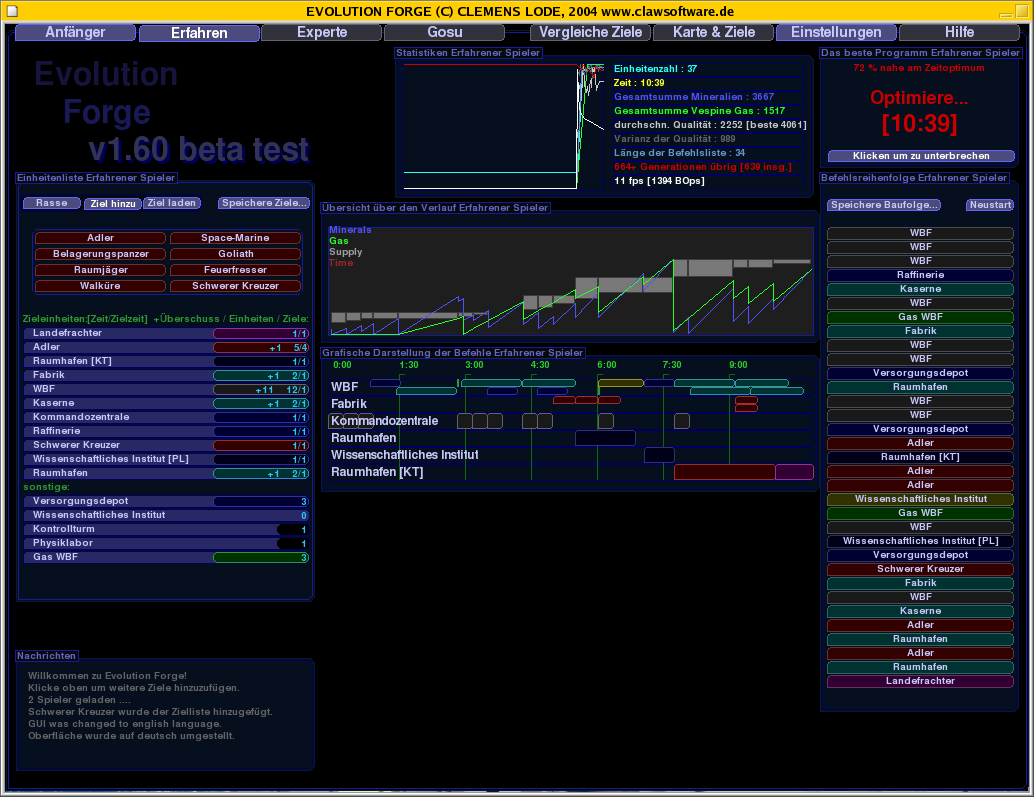 EVOLUTION FORGE (C) CLEMENS LODE, 2004 www.clawsoftware.de
Anfänger Erfahren Experte Gosu Vergleiche Ziele Karte & Ziele Einstellungen Hilfe
Evolution
Forge
v1.60 beta test
Statistiken Erfahrener Spieler
Einheitenzahl : 37
Zeit : 10:39
Gesamtsumme Mineralien : 3667
Gesamtsumme Vespine Gas : 1517
durchschn. Qualität : 2252 [beste 4061]
Varianz der Qualität : 989
Länge der Befehlsliste : 34
664+ Generationen übrig [639 insg.]
11 fps [1394 BOps]
Das beste Programm Erfahrener Spieler
72 % nahe am Zeitoptimum
Optimiere...
[10:39]
Klicken um zu unterbrechen
Einheitenliste Erfahrener Spieler
Rasse Ziel hinzu Ziel laden Speichere Ziele...
Adler Space-Marine
Belagerungspanzer Goliath
Raumjäger Feuerfresser
Walküre Schwerer Kreuzer
Zieleinheiten:[Zeit/Zielzeit] +Überschuss / Einheiten / Ziele:
Landefrachter 1/1
Adler +1 5/4
Raumhafen [KT] 1/1
Fabrik +1 2/1
WBF +11 12/1
Kaserne +1 2/1
Kommandozentrale 1/1
Raffinerie 1/1
Schwerer Kreuzer 1/1
Wissenschaftliches Institut [PL] 1/1
Raumhafen +1 2/1
sonstige:
Versorgungsdepot 3
Wissenschaftliches Institut 0
Kontrollturm 1
Physiklabor 1
Gas WBF 3
Übersicht über den Verlauf Erfahrener Spieler
Minerals
Gas
Supply
Time
Grafische Darstellung der Befehle Erfahrener Spieler
0:00 1:30 3:00 4:30 6:00 7:30 9:00
WBF
Fabrik
Kommandozentrale
Raumhafen
Wissenschaftliches Institut
Raumhafen [KT]
Befehlsreihenfolge Erfahrener Spieler
Speichere Baufolge... Neustart
WBF
WBF
WBF
Raffinerie
Kaserne
WBF
Gas WBF
Fabrik
WBF
WBF
Versorgungsdepot
Raumhafen
WBF
WBF
Versorgungsdepot
Adler
Raumhafen [KT]
Adler
Adler
Wissenschaftliches Institut
Gas WBF
WBF
Wissenschaftliches Institut [PL]
Versorgungsdepot
Schwerer Kreuzer
Fabrik
WBF
Kaserne
Adler
Raumhafen
Adler
Raumhafen
Landefrachter
Nachrichten
Willkommen zu Evolution Forge!
Klicke oben um weitere Ziele hinzuzufügen.
2 Spieler geladen ....
Schwerer Kreuzer wurde der Zielliste hinzugefügt.
GUI was changed to english language.
Oberfläche wurde auf deutsch umgestellt.